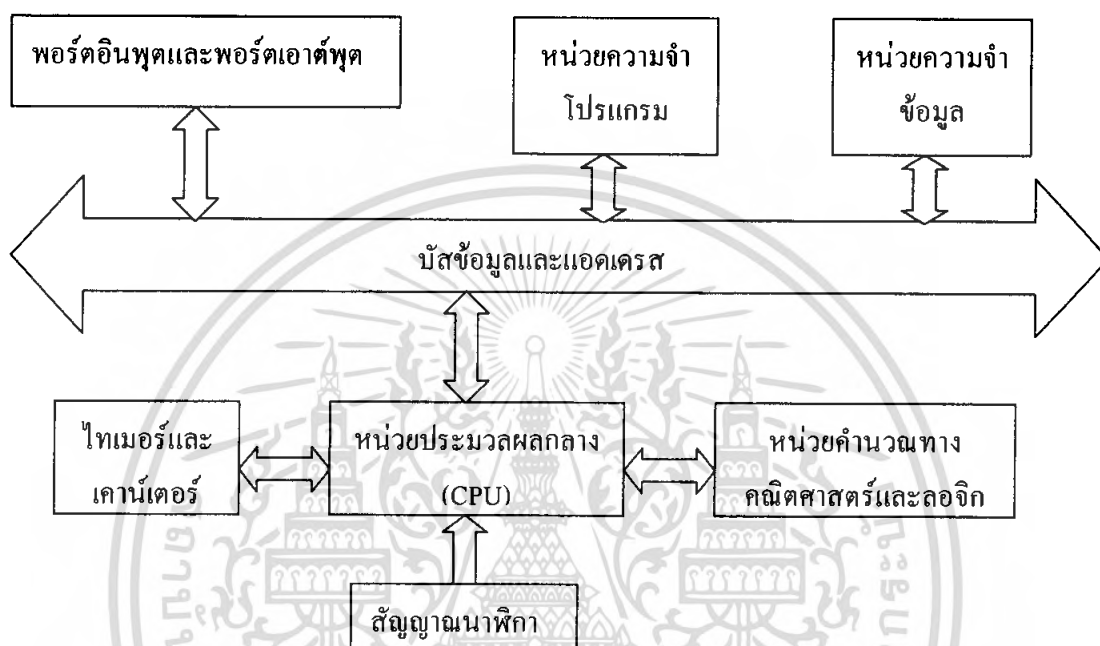 พอร์ตอินพุตและพอร์ตเอาต์พุต
หน่วยความจำ
โปรแกรม
หน่วยความจำ
ข้อมูล
บัสข้อมูลและแอดเดรส
ไทเมอร์และ
เคาน์เตอร์
หน่วยประมวลผลกลาง
(CPU)
หน่วยคำนวณทาง
คณิตศาสตร์และลอจิก
สัญญาณนาฬิกา